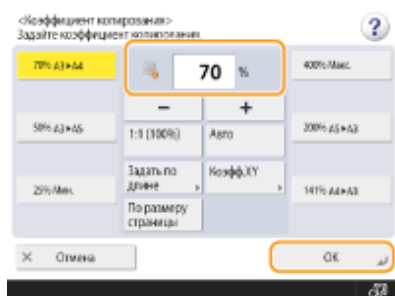 <Коэффициент копирования>
Задайте коэффициент копирования.
?
70% A3▸A4
70 %
400% Макс.
− +
50% A3▸A5
1:1 (100%)
Авто
200% A5▸A3
Задать по длине
Коэфф.XY
25% Мин.
141% A4▸A3
По размеру страницы
× Отмена
OK